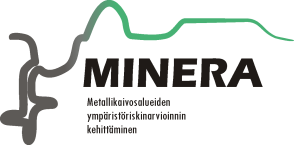 MINERA
Metallikaivosalueiden
ympäristöriskinarvioinnin
kehittäminen